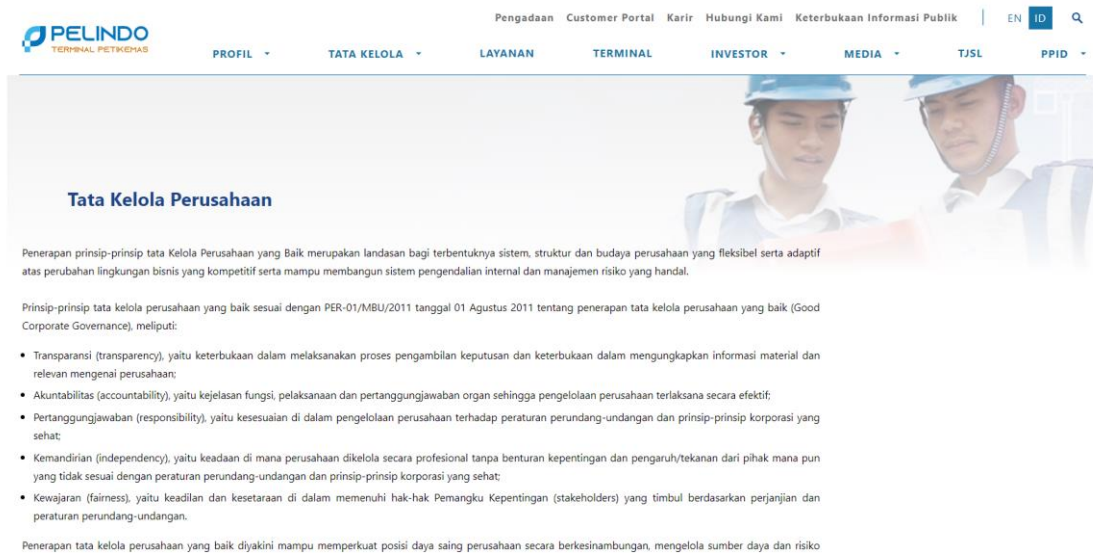 Pengadaan Customer Portal Karir Hubungi Kami Keterbukaan Informasi Publik EN ID
PELINDO
TERMINAL PETIKEMAS
PROFIL TATA KELOLA LAYANAN TERMINAL INVESTOR MEDIA TJSL PPID
Tata Kelola Perusahaan
Penerapan prinsip-prinsip tata Kelola Perusahaan yang Baik merupakan landasan bagi terbentuknya sistem, struktur dan budaya perusahaan yang fleksibel serta adaptif
atas perubahan lingkungan bisnis yang kompetitif serta mampu membangun sistem pengendalian internal dan manajemen risiko yang handal.
Prinsip-prinsip tata kelola perusahaan yang baik sesuai dengan PER-01/MBU/2011 tanggal 01 Agustus 2011 tentang penerapan tata kelola perusahaan yang baik (Good
Corporate Governance), meliputi:
• Transparansi (transparency), yaitu keterbukaan dalam melaksanakan proses pengambilan keputusan dan keterbukaan dalam mengungkapkan informasi material dan
relevan mengenai perusahaan;
• Akuntabilitas (accountability), yaitu kejelasan fungsi, pelaksanaan dan pertanggungjawaban organ sehingga pengelolaan perusahaan terlaksana secara efektif;
• Pertanggungjawaban (responsibility), yaitu kesesuaian di dalam pengelolaan perusahaan terhadap peraturan perundang-undangan dan prinsip-prinsip korporasi yang
sehat;
• Kemandirian (independency), yaitu keadaan di mana perusahaan dikelola secara profesional tanpa benturan kepentingan dan pengaruh/tekanan dari pihak mana pun
yang tidak sesuai dengan peraturan perundang-undangan dan prinsip-prinsip korporasi yang sehat;
• Kewajaran (fairness), yaitu keadilan dan kesetaraan di dalam memenuhi hak-hak Pemangku Kepentingan (stakeholders) yang timbul berdasarkan perjanjian dan
peraturan perundang-undangan.
Penerapan tata kelola perusahaan yang baik diyakini mampu memperkuat posisi daya saing perusahaan secara berkesinambungan, mengelola sumber daya dan risiko